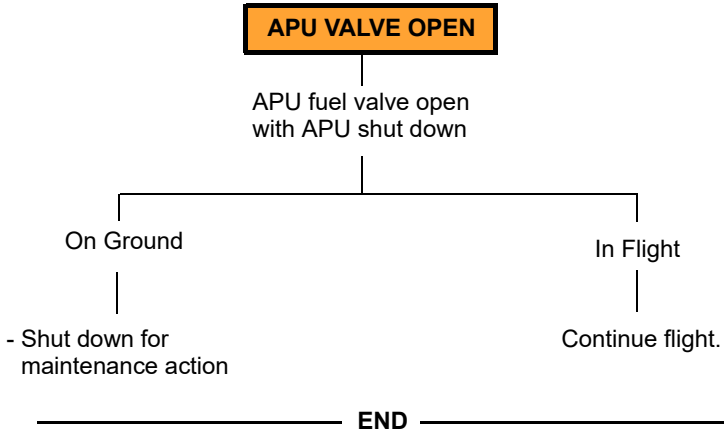 APU VALVE OPEN
APU fuel valve open
with APU shut down
On Ground
In Flight
- Shut down for
maintenance action
Continue flight.
END